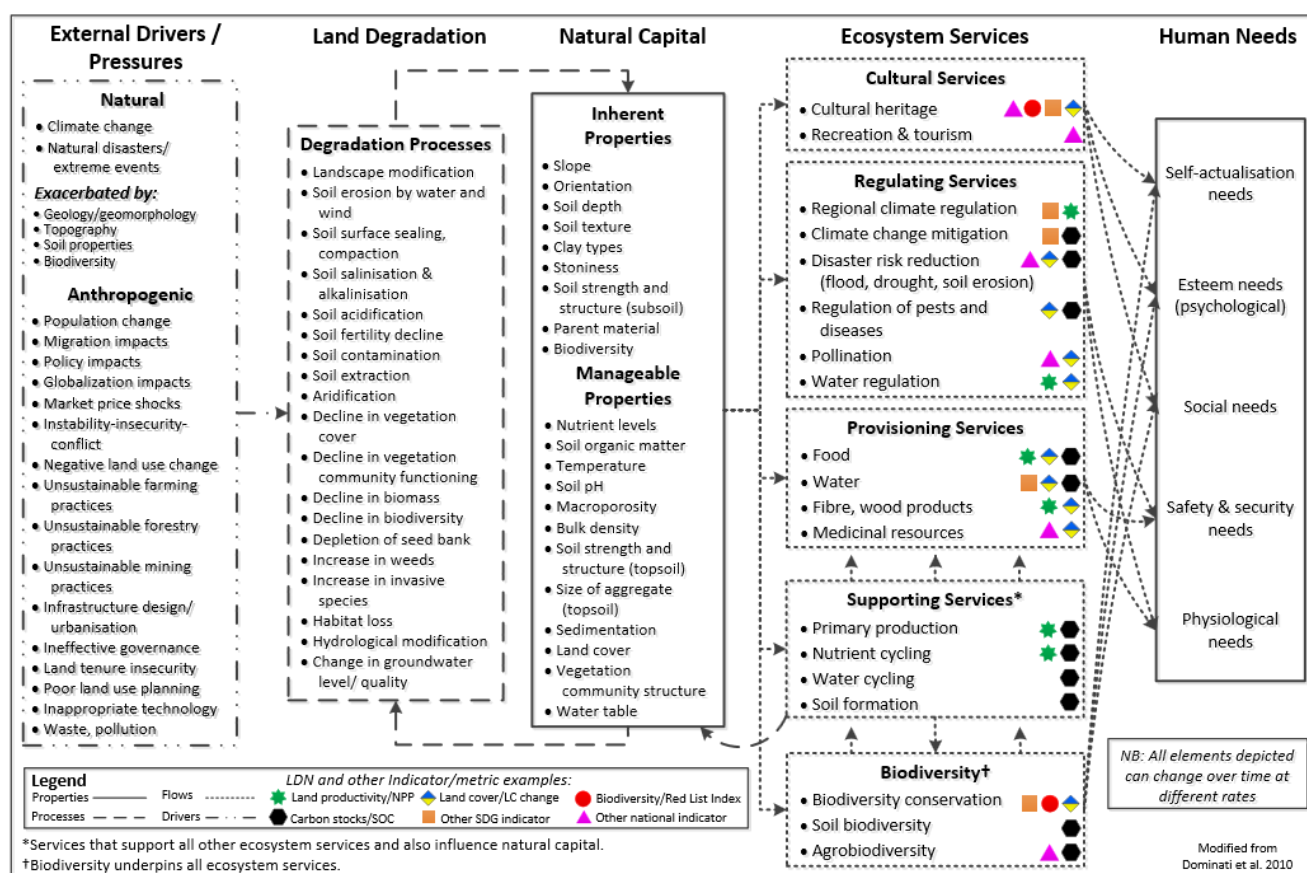 External Drivers / Pressures
Land Degradation
Natural Capital
Ecosystem Services
Human Needs
Natural
• Climate change
• Natural disasters/
extreme events
Exacerbated by:
• Geology/geomorphology
• Topography
• Soil properties
• Biodiversity
Anthropogenic
• Population change
• Migration impacts
• Policy impacts
• Globalization impacts
• Market price shocks
• Instability-insecurity-
conflict
• Negative land use change
• Unsustainable farming
practices
• Unsustainable forestry
practices
• Unsustainable mining
practices
• Infrastructure design/
urbanisation
• Ineffective governance
• Land tenure insecurity
• Poor land use planning
• Inappropriate technology
• Waste, pollution
Degradation Processes
• Landscape modification
• Soil erosion by water and
wind
• Soil surface sealing,
compaction
• Soil salinisation &
alkalinisation
• Soil acidification
• Soil fertility decline
• Soil contamination
• Soil extraction
• Aridification
• Decline in vegetation
cover
• Decline in vegetation
community functioning
• Decline in biomass
• Decline in biodiversity
• Depletion of seed bank
• Increase in weeds
• Increase in invasive
species
• Habitat loss
• Hydrological modification
• Change in groundwater
level/ quality
Inherent
Properties
• Slope
• Orientation
• Soil depth
• Soil texture
• Clay types
• Stoniness
• Soil strength and
structure (subsoil)
• Parent material
• Biodiversity
Manageable
Properties
• Nutrient levels
• Soil organic matter
• Temperature
• Soil pH
• Macroporosity
• Bulk density
• Soil strength and
structure (topsoil)
• Size of aggregate
(topsoil)
• Sedimentation
• Land cover
• Vegetation
community structure
• Water table
Cultural Services
• Cultural heritage
• Recreation & tourism
Regulating Services
• Regional climate regulation
• Climate change mitigation
• Disaster risk reduction
(flood, drought, soil erosion)
• Regulation of pests and
diseases
• Pollination
• Water regulation
Provisioning Services
• Food
• Water
• Fibre, wood products
• Medicinal resources
Supporting Services*
• Primary production
• Nutrient cycling
• Water cycling
• Soil formation
Biodiversity†
• Biodiversity conservation
• Soil biodiversity
• Agrobiodiversity
Self-actualisation
needs
Esteem needs
(psychological)
Social needs
Safety & security
needs
Physiological
needs
NB: All elements depicted
can change over time at
different rates
Legend
LDN and other Indicator/metric examples:
Properties
Flows
Land productivity/NPP
Land cover/LC change
Biodiversity/Red List Index
Processes
Drivers
Carbon stocks/SOC
Other SDG indicator
Other national indicator
*Services that support all other ecosystem services and also influence natural capital.
†Biodiversity underpins all ecosystem services.
Modified from
Dominati et al. 2010